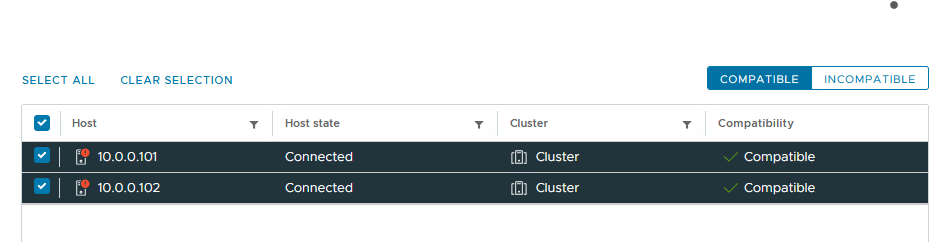 SELECT ALL CLEAR SELECTION COMPATIBLE INCOMPATIBLE
Host Host state Cluster Compatibility
10.0.0.101 Connected Cluster Compatible
10.0.0.102 Connected Cluster Compatible